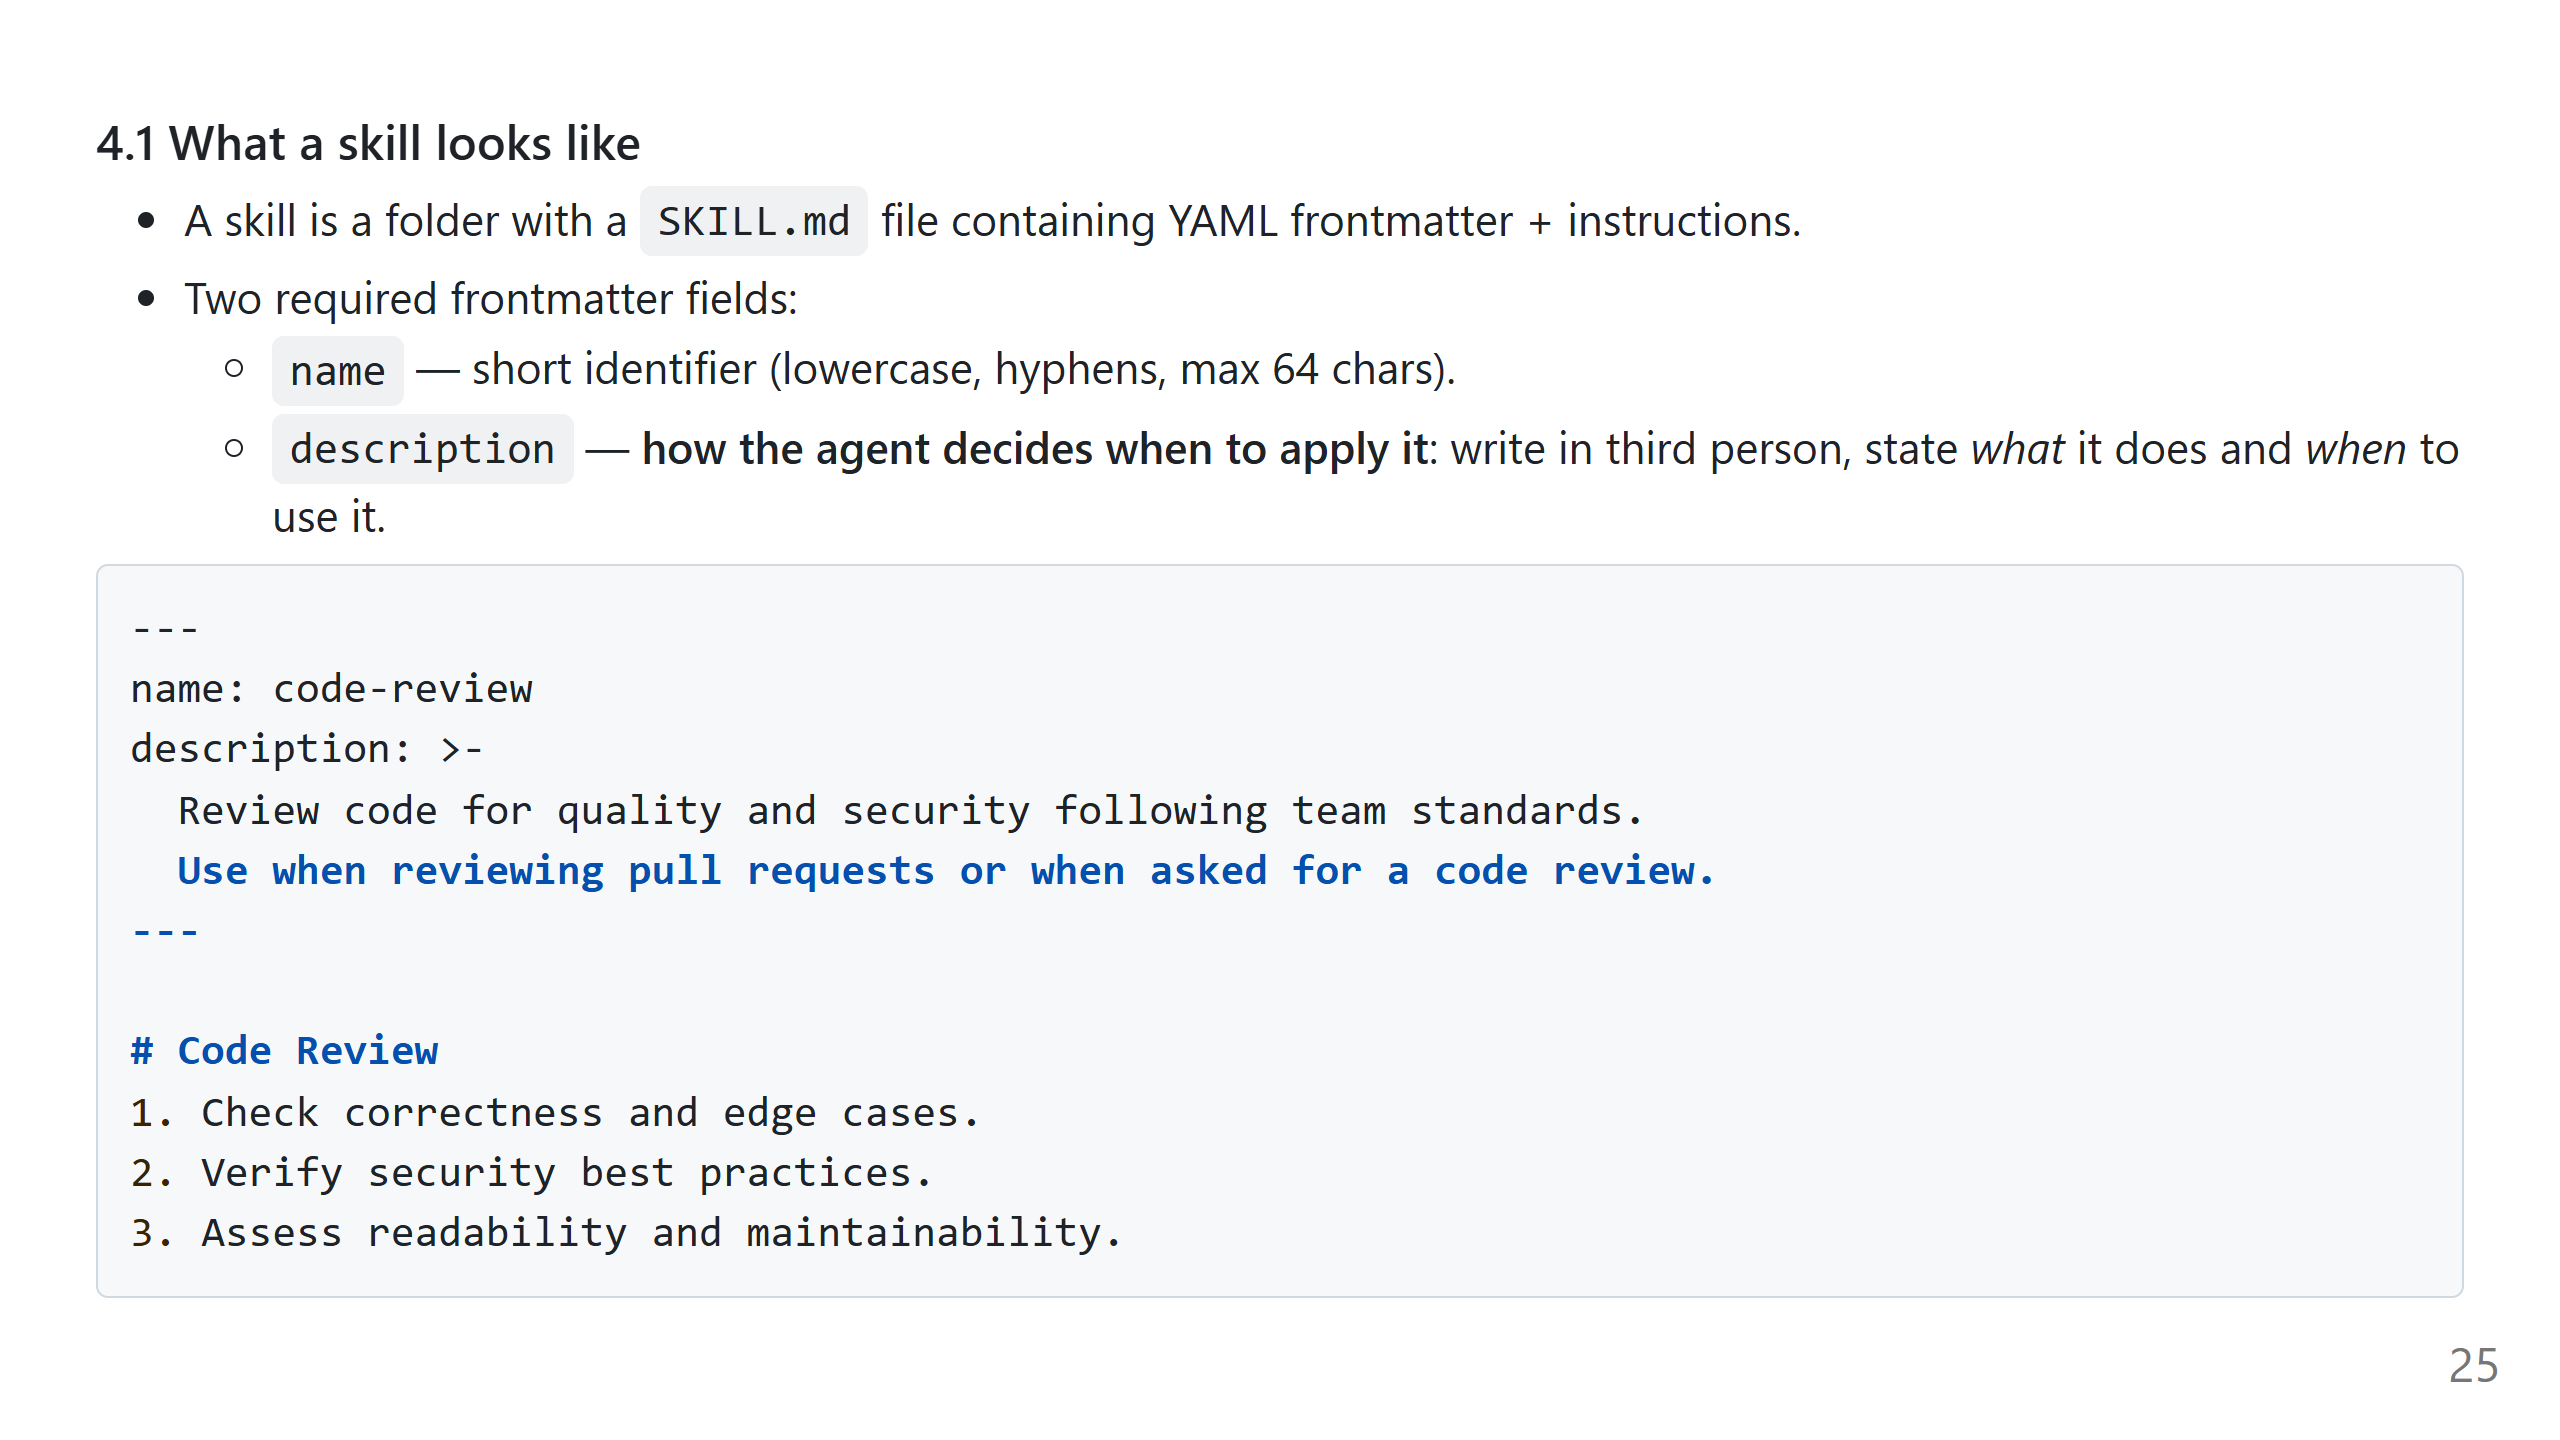 4.1 What a skill looks like
• A skill is a folder with a SKILL.md file containing YAML frontmatter + instructions.
• Two required frontmatter fields:
○ name — short identifier (lowercase, hyphens, max 64 chars).
○ description — how the agent decides when to apply it: write in third person, state what it does and when to
use it.
---
name: code-review
description: >-
  Review code for quality and security following team standards.
  Use when reviewing pull requests or when asked for a code review.
---

# Code Review
1. Check correctness and edge cases.
2. Verify security best practices.
3. Assess readability and maintainability.
25